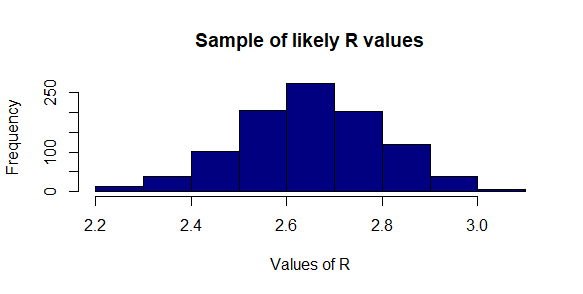 Sample of likely R values
Frequency
250
100
0
2.2 2.4 2.6 2.8 3.0
Values of R